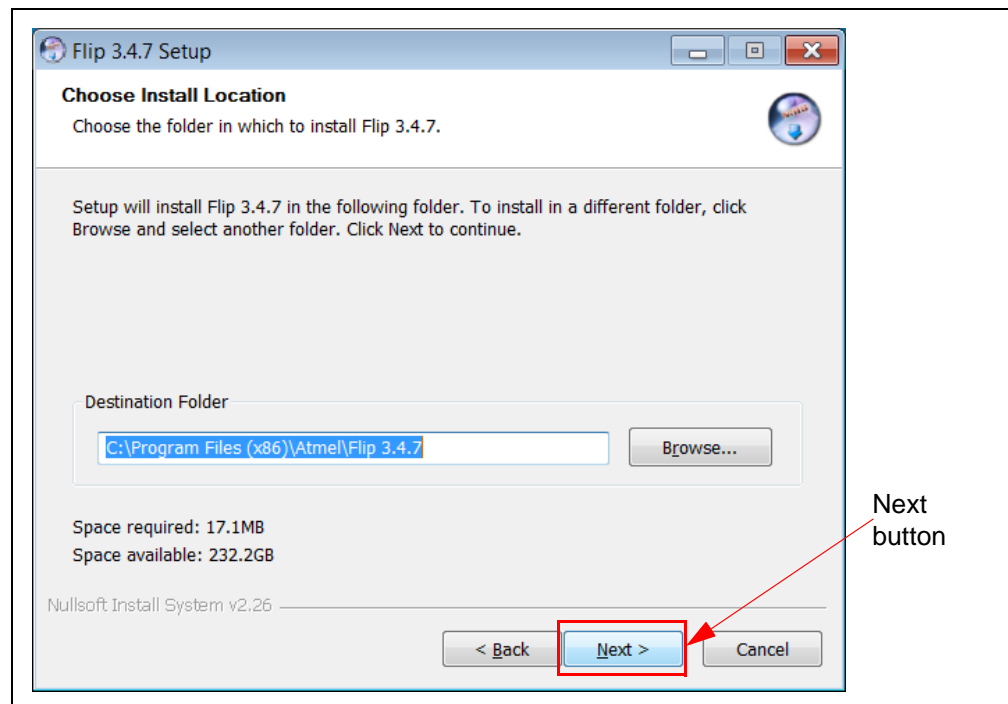 Flip 3.4.7 Setup
Choose Install Location
Choose the folder in which to install Flip 3.4.7.
Setup will install Flip 3.4.7 in the following folder. To install in a different folder, click
Browse and select another folder. Click Next to continue.
Destination Folder
C:\Program Files (x86)\Atmel\Flip 3.4.7
Browse...
Space required: 17.1MB
Space available: 232.2GB
Next
button
Nullsoft Install System v2.26
< Back
Next >
Cancel